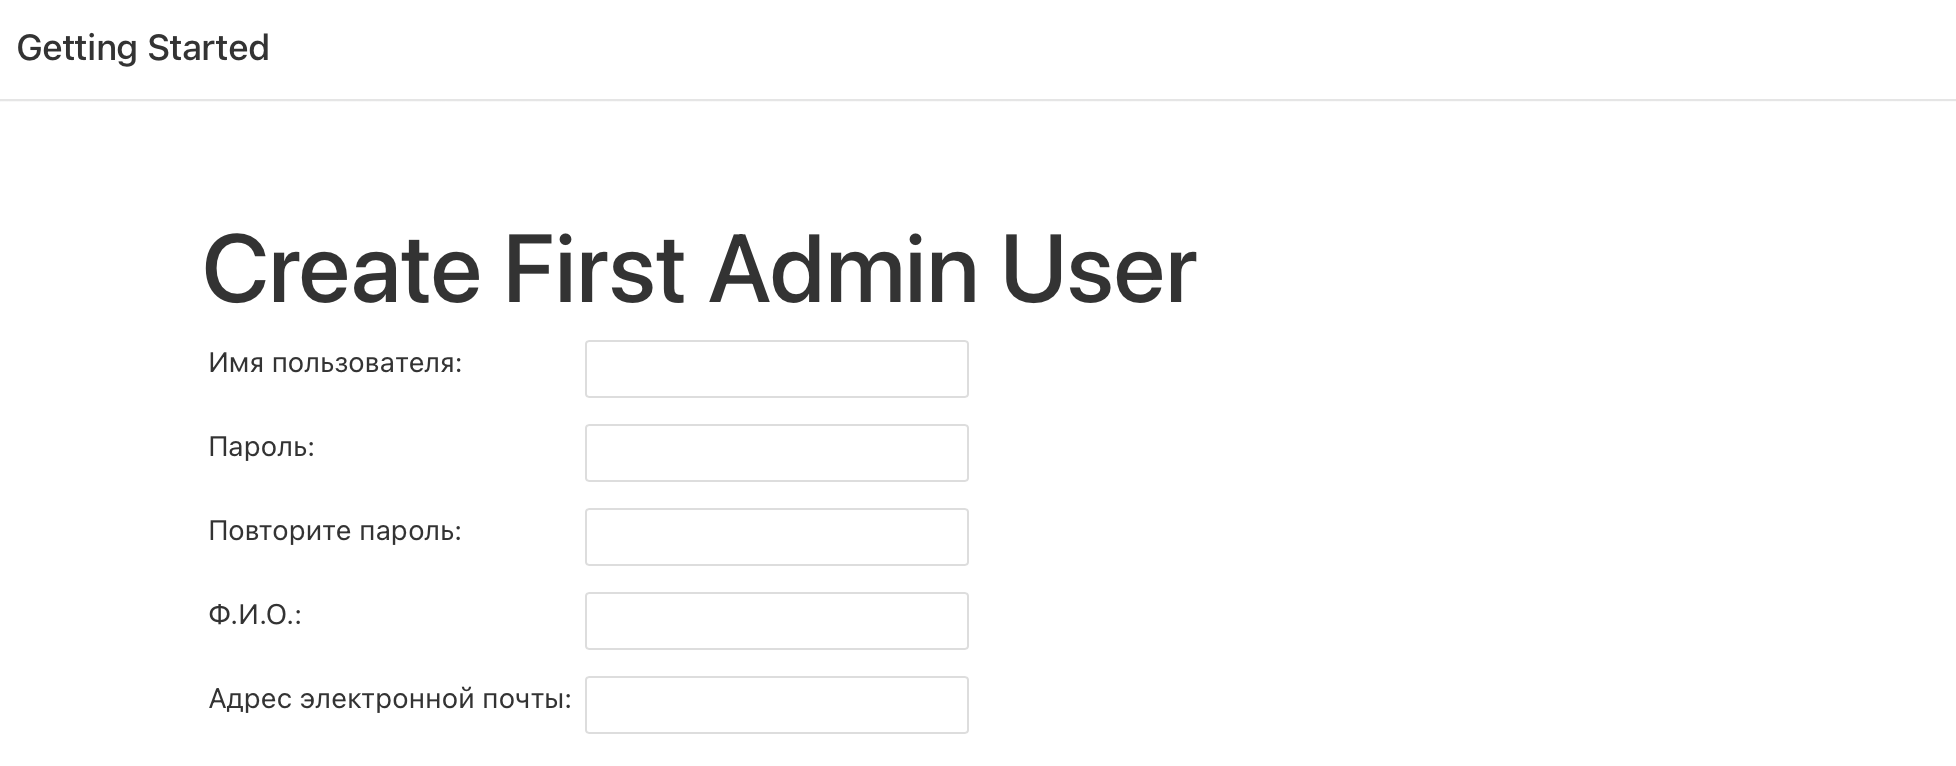 Getting Started
Create First Admin User
Имя пользователя:
Пароль:
Повторите пароль:
Ф.И.О.:
Адрес электронной почты: